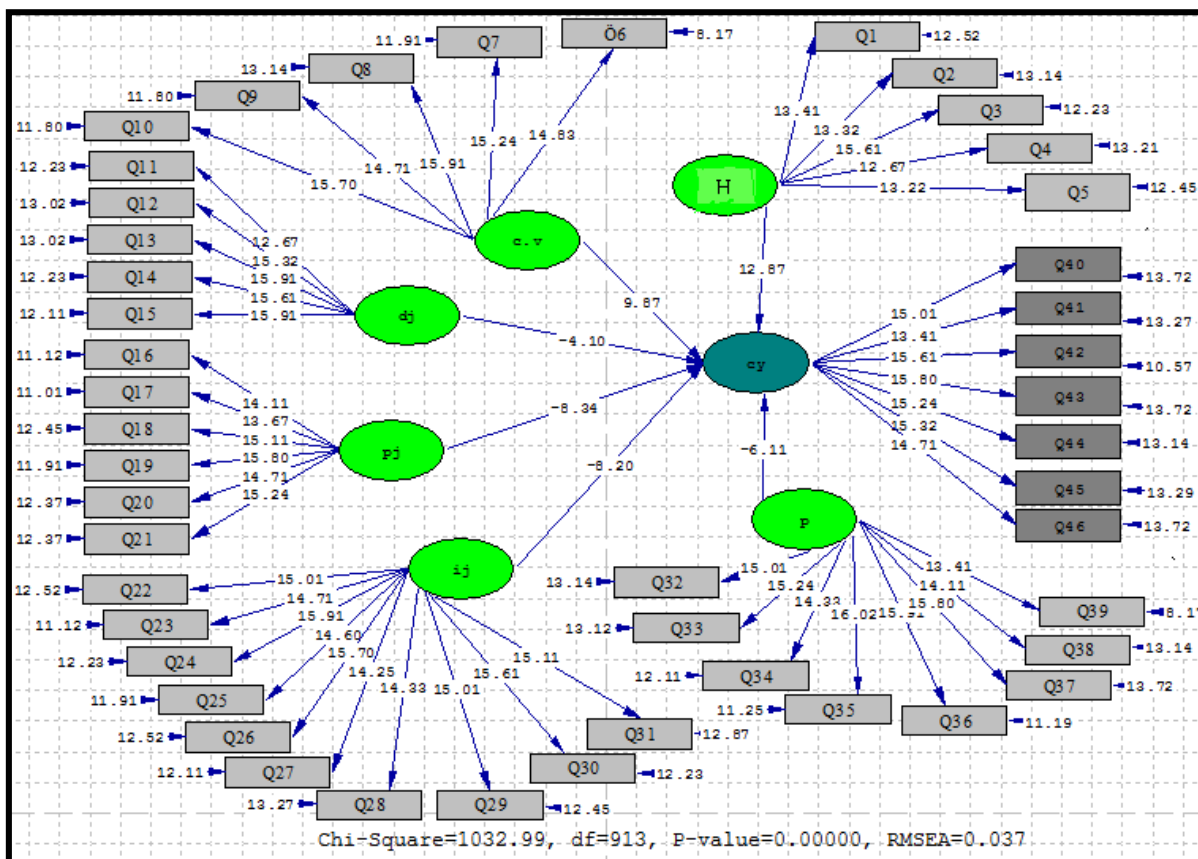 11.91 Q7
Ö6 8.17
Q1 12.52
13.14 Q8
Q2 13.14
11.80 Q9
Q3 12.23
11.80 Q10
Q4 13.21
Q5 12.45
12.23 Q11
13.02 Q12
13.02 Q13
12.23 Q14
12.11 Q15
15.70
14.71
15.91
15.24
14.83
c.v
9.87
12.67
15.32
15.91
15.61
15.91
dj
-4.10
13.41
13.32
15.61
12.67
13.22
H
12.87
cy
11.12 Q16
11.01 Q17
12.45 Q18
11.91 Q19
12.37 Q20
12.37 Q21
14.11
13.67
15.11
15.80
14.71
15.24
pj
-8.34
15.01
13.41
15.61
15.80
15.24
15.32
14.71
Q40 13.72
Q41 13.27
Q42 10.57
Q43 13.72
Q44 13.14
Q45 13.29
Q46 13.72
-8.20
-6.11
ij
P
12.52 Q22
11.12 Q23
12.23 Q24
11.91 Q25
12.52 Q26
12.11 Q27
13.27 Q28
Q29 12.45
Q30 12.23
Q31 12.87
15.01
14.71
15.91
14.60
15.70
14.25
14.33
15.01
15.61
15.11
13.14 Q32
13.12 Q33
12.11 Q34
11.25 Q35
Q36 11.19
Q37 13.72
Q38 13.14
Q39 8.17
15.01
15.24
14.33
16.02
15.80
14.11
13.41
Chi-Square=1032.99, df=913, P-value=0.00000, RMSEA=0.037